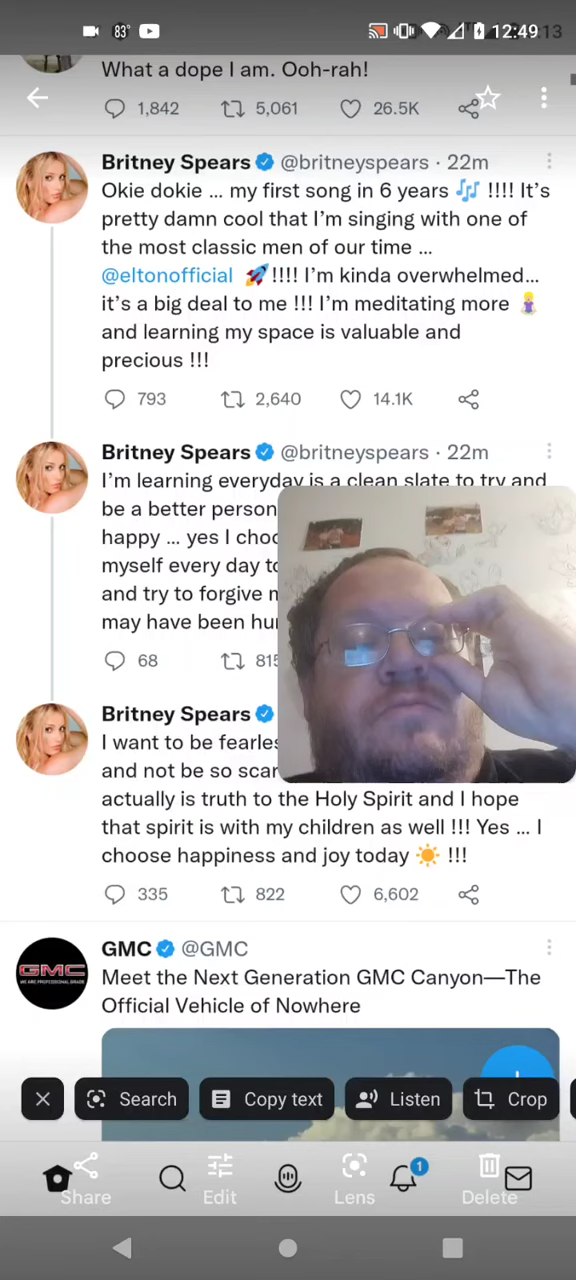 83°
12:49
What a dope I am. Ooh-rah!
1,842 5,061 26.5K
Britney Spears @britneyspears · 22m
Okie dokie … my first song in 6 years 🎶 !!!! It’s
pretty damn cool that I’m singing with one of
the most classic men of our time …
@eltonofficial 🚀!!!! I’m kinda overwhelmed…
it’s a big deal to me !!! I’m meditating more 🧘🏼‍♀️
and learning my space is valuable and
precious !!!
793 2,640 14.1K
Britney Spears @britneyspears · 22m
I’m learning everyday is a clean slate to try and
be a better person
happy … yes I
myself every day
and try to forgive
may have been
68
Britney Spears
I want to be
and not be so
actually is truth to the Holy Spirit and I hope
that spirit is with my children as well !!! Yes … I
choose happiness and joy today ☀️ !!!
335 822 6,602
GMC @GMC
Meet the Next Generation GMC Canyon—The
Official Vehicle of Nowhere
GMC
WE ARE PROFESSIONAL GRADE
Search Copy text Listen Crop
1
Share Edit Lens Delete